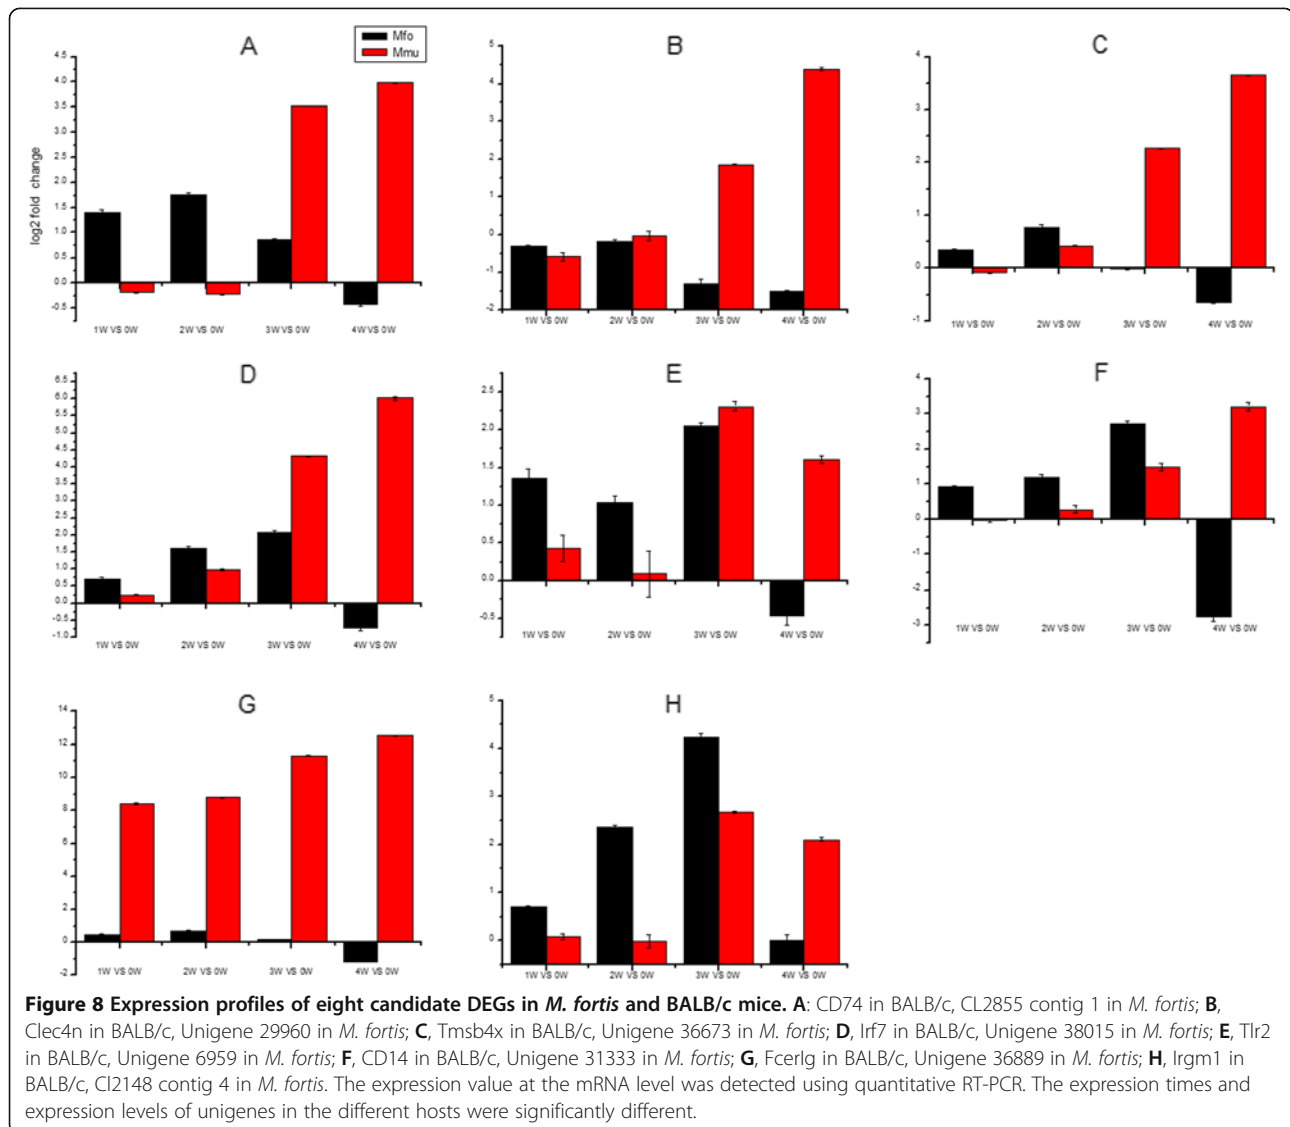 A
Mfo
Mmu
log2 fold change
4.5
4.0
3.5
3.0
2.5
2.0
1.5
1.0
0.5
0.0
-0.5
1W VS 0W
2W VS 0W
3W VS 0W
4W VS 0W
B
5
4
2
1
0
-1
-2
1W VS 0W
2W VS 0W
3W VS 0W
4W VS 0W
C
4
3
2
1
0
-1
1W VS 0W
2W VS 0W
3W VS 0W
4W VS 0W
D
6.5
6.0
5.5
5.0
4.5
4.0
3.5
3.0
2.5
2.0
1.5
1.0
0.5
0.0
-0.5
-1.0
1W VS 0W
2W VS 0W
3W VS 0W
4W VS 0W
E
2.5
2.0
1.5
1.0
0.5
0.0
-0.5
1W VS 0W
2W VS 0W
3W VS 0W
4W VS 0W
F
4
3
2
1
0
-1
-2
-3
1W VS 0W
2W VS 0W
3W VS 0W
4W VS 0W
G
14
12
10
8
6
4
2
0
-2
1W VS 0W
2W VS 0W
3W VS 0W
4W VS 0W
H
5
4
3
2
1
0
1W VS 0W
2W VS 0W
3W VS 0W
4W VS 0W
Figure 8 Expression profiles of eight candidate DEGs in M. fortis and BALB/c mice. A: CD74 in BALB/c, CL2855 contig 1 in M. fortis; B,
Clec4n in BALB/c, Unigene 29960 in M. fortis; C, Tmsb4x in BALB/c, Unigene 36673 in M. fortis; D, Irf7 in BALB/c, Unigene 38015 in M. fortis; E, Tlr2
in BALB/c, Unigene 6959 in M. fortis; F, CD14 in BALB/c, Unigene 31333 in M. fortis; G, Fcerlg in BALB/c, Unigene 36889 in M. fortis; H, Irgm1 in
BALB/c, Cl2148 contig 4 in M. fortis. The expression value at the mRNA level was detected using quantitative RT-PCR. The expression times and
expression levels of unigenes in the different hosts were significantly different.